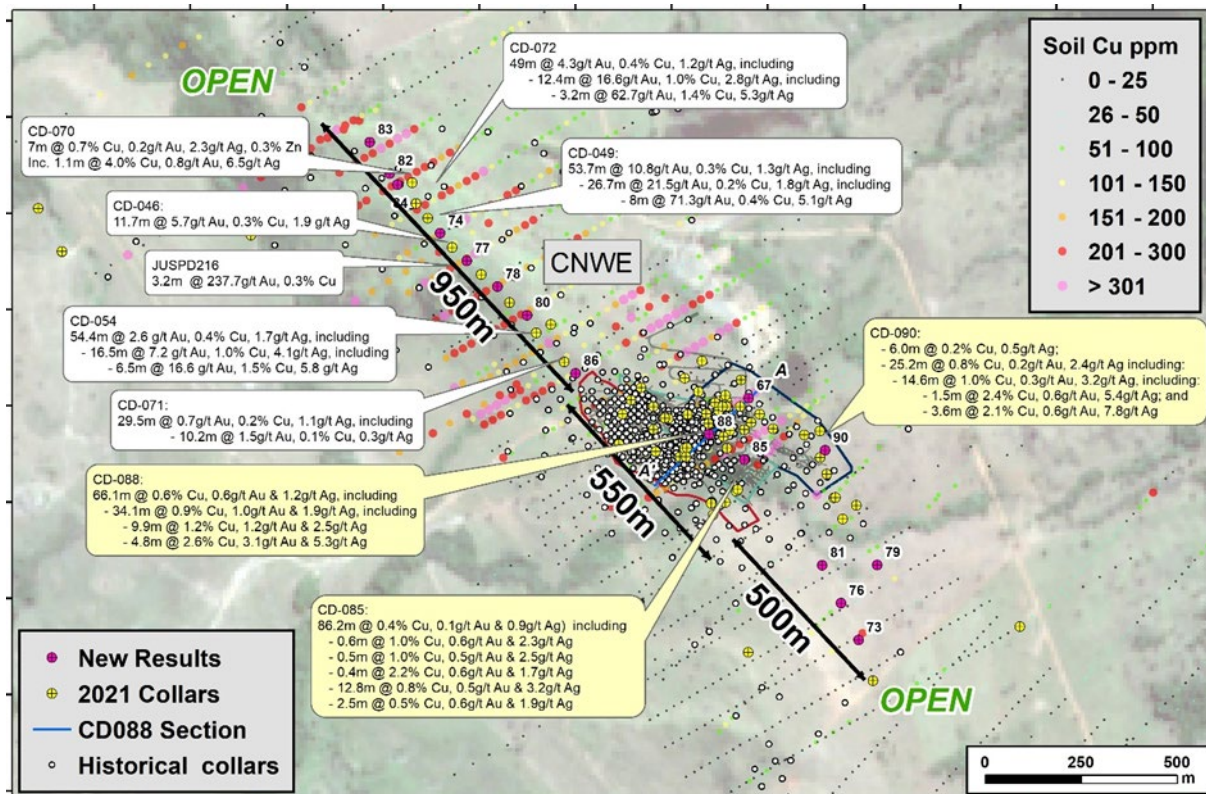 CD-072
49m @ 4.3g/t Au, 0.4% Cu, 1.2g/t Ag, including
- 12.4m @ 16.6g/t Au, 1.0% Cu, 2.8g/t Ag, including
- 3.2m @ 62.7g/t Au, 1.4% Cu, 5.3g/t Ag
Soil Cu ppm
0 - 25
26 - 50
51 - 100
101 - 150
151 - 200
201 - 300
> 301
OPEN
83
CD-070
7m @ 0.7% Cu, 0.2g/t Au, 2.3g/t Ag, 0.3% Zn
Inc. 1.1m @ 4.0% Cu, 0.8g/t Au, 6.5g/t Ag
82
CD-049:
53.7m @ 10.8g/t Au, 0.3% Cu, 1.3g/t Ag, including
- 26.7m @ 21.5g/t Au, 0.2% Cu, 1.8g/t Ag, including
- 8m @ 71.3g/t Au, 0.4% Cu, 5.1g/t Ag
84
CD-046:
11.7m @ 5.7g/t Au, 0.3% Cu, 1.9 g/t Ag
74
77
CNWE
JUSPD216
3.2m @ 237.7g/t Au, 0.3% Cu
78
950m
80
CD-054
54.4m @ 2.6 g/t Au, 0.4% Cu, 1.7g/t Ag, including
- 16.5m @ 7.2 g/t Au, 1.0% Cu, 4.1g/t Ag, including
- 6.5m @ 16.6 g/t Au, 1.5% Cu, 5.8 g/t Ag
CD-090:
- 6.0m @ 0.2% Cu, 0.5g/t Ag;
- 25.2m @ 0.8% Cu, 0.2g/t Au, 2.4g/t Ag including:
- 14.6m @ 1.0% Cu, 0.3g/t Au, 3.2g/t Ag, including:
- 1.5m @ 2.4% Cu, 0.6g/t Au, 5.4g/t Ag; and
- 3.6m @ 2.1% Cu, 0.6g/t Au, 7.8g/t Ag
86
A
67
CD-071:
29.5m @ 0.7g/t Au, 0.2% Cu, 1.1g/t Ag, including
- 10.2m @ 1.5g/t Au, 0.1% Cu, 0.3g/t Ag
88
90
85
A'
CD-088:
66.1m @ 0.6% Cu, 0.6g/t Au & 1.2g/t Ag, including
- 34.1m @ 0.9% Cu, 1.0g/t Au & 1.9g/t Ag, including
- 9.9m @ 1.2% Cu, 1.2g/t Au & 2.5g/t Ag
- 4.8m @ 2.6% Cu, 3.1g/t Au & 5.3g/t Ag
550m
81
79
76
73
500m
CD-085:
86.2m @ 0.4% Cu, 0.1g/t Au & 0.9g/t Ag) including
- 0.6m @ 1.0% Cu, 0.6g/t Au & 2.3g/t Ag
- 0.5m @ 1.0% Cu, 0.5g/t Au & 2.5g/t Ag
- 0.4m @ 2.2% Cu, 0.6g/t Au & 1.7g/t Ag
- 12.8m @ 0.8% Cu, 0.5g/t Au & 3.2g/t Ag
- 2.5m @ 0.5% Cu, 0.6g/t Au & 1.9g/t Ag
OPEN
New Results
2021 Collars
CD088 Section
Historical collars
0 250 500
m